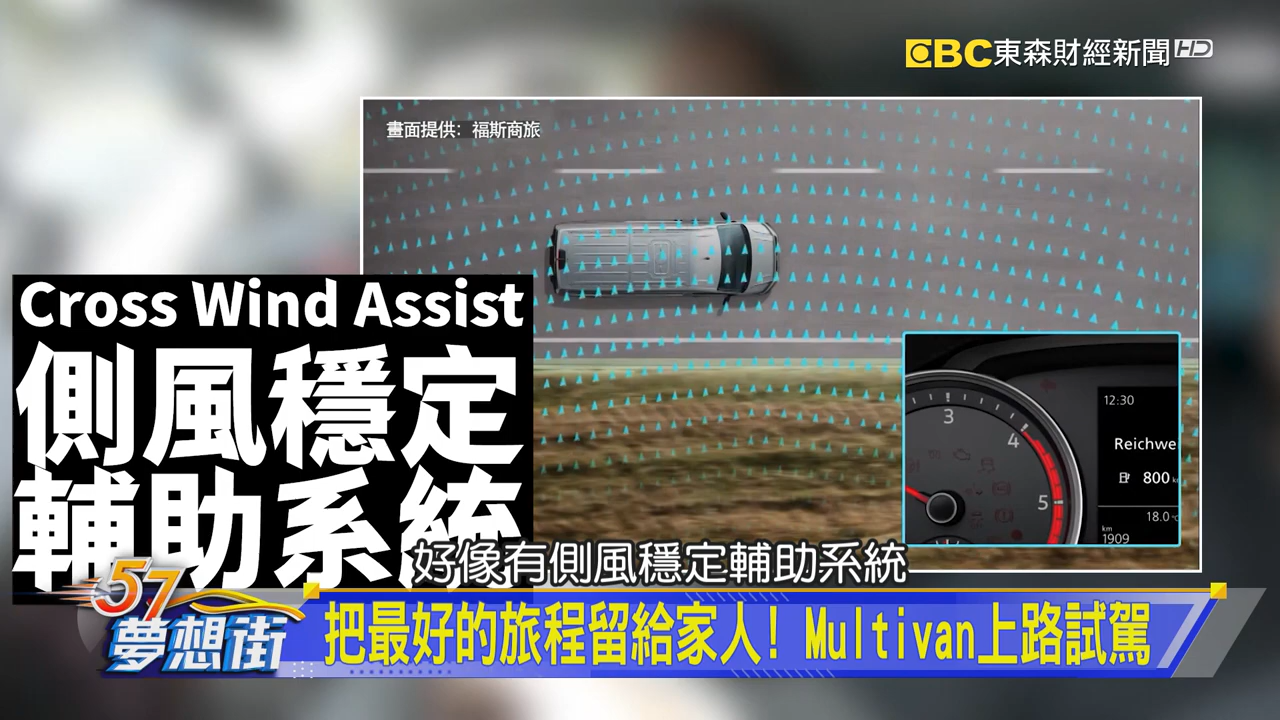 EBC東森財經新聞HD
畫面提供：福斯商旅
Cross Wind Assist
側風穩定
輔助系統
3
4
5
12:30
Reichwe
800
18.0°
km
1909
好像有側風穩定輔助系統
57
夢想街
把最好的旅程留給家人！Multivan上路試駕